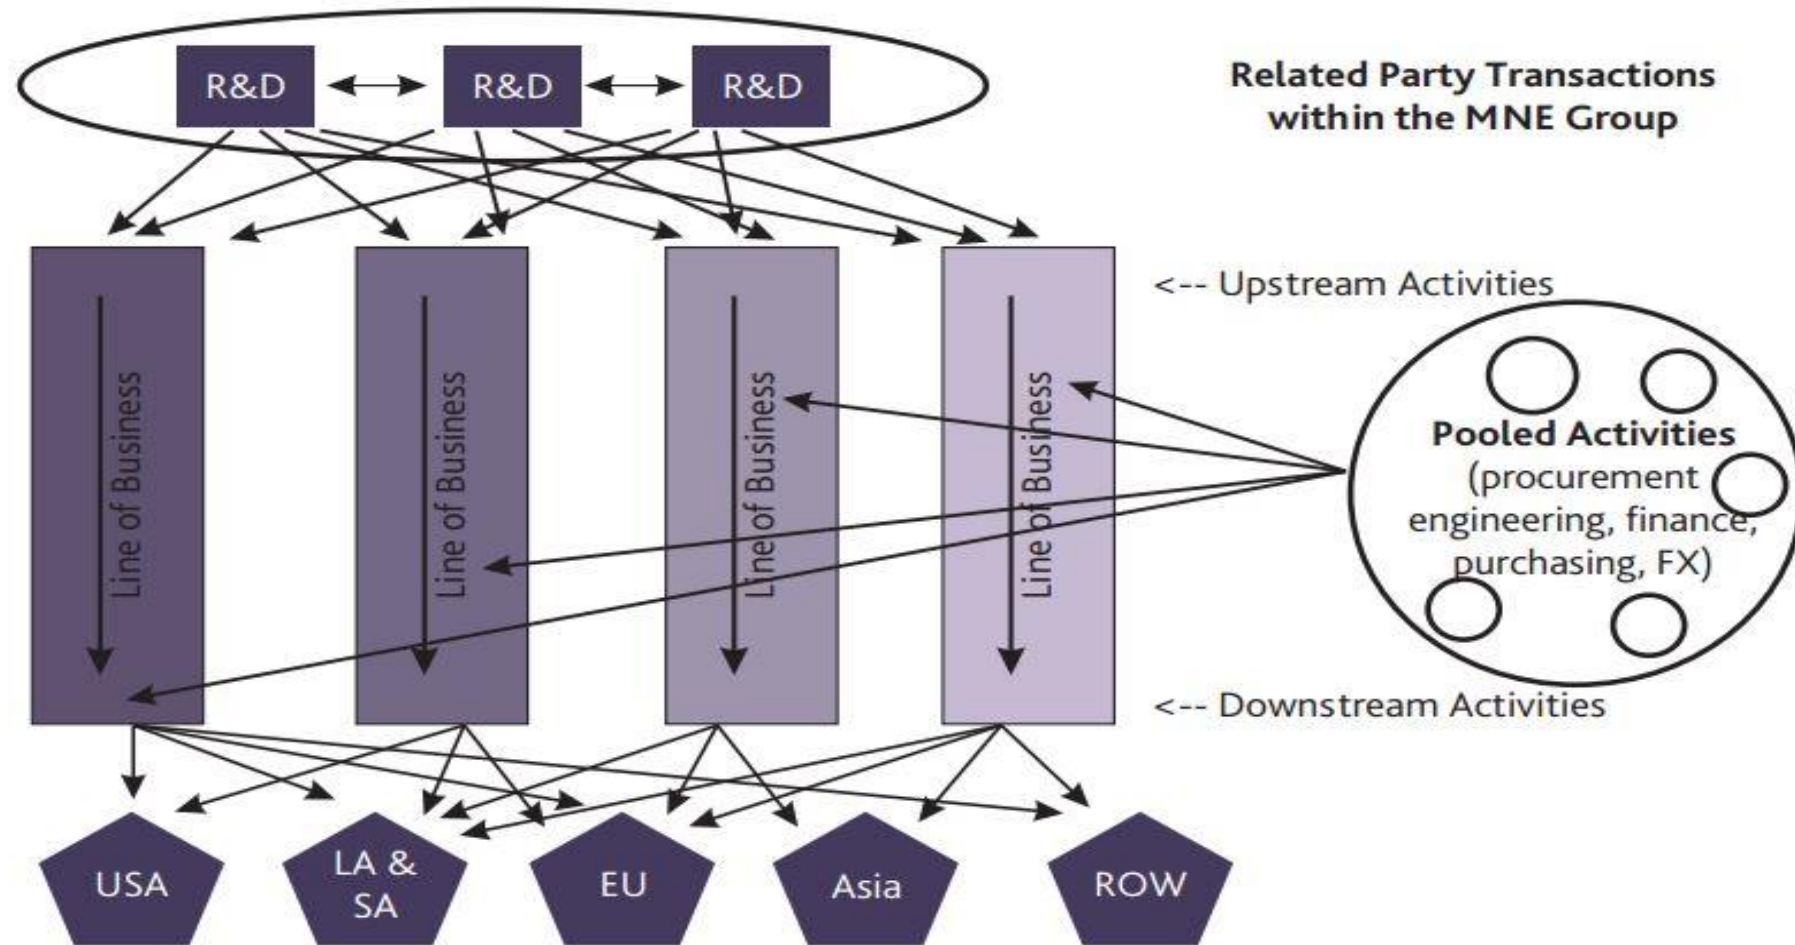 R&D
R&D
R&D
Related Party Transactions
within the MNE Group
<-- Upstream Activities
Line of Business
Line of Business
Line of Business
Line of Business
Pooled Activities
(procurement
engineering, finance,
purchasing, FX)
<-- Downstream Activities
USA
LA &
SA
EU
Asia
ROW